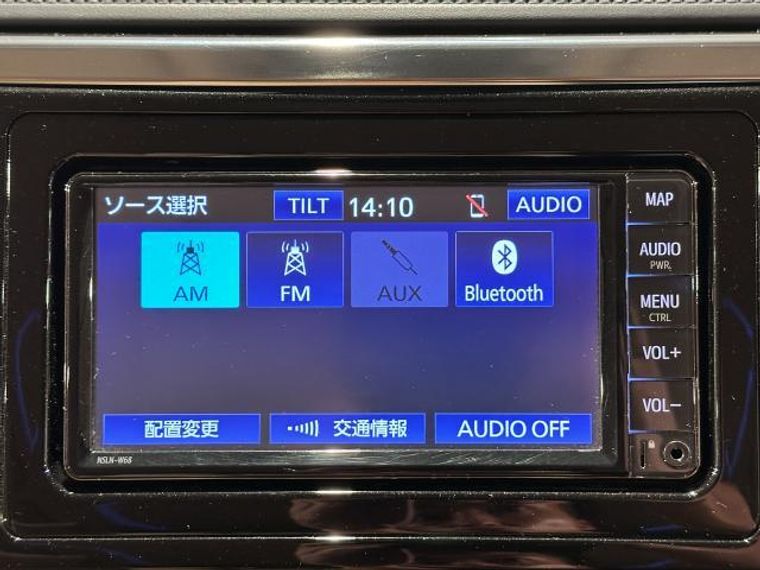 ソース選択 TILT 14:10 AUDIO
AM FM AUX Bluetooth
配置変更 交通情報 AUDIO OFF
NSLN-W68
MAP
AUDIO
PWR.
MENU
CTRL
VOL+
VOL−